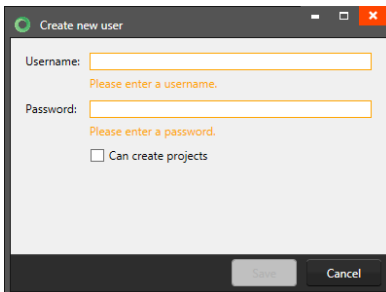 Create new user
Username:
Please enter a username.
Password:
Please enter a password.
Can create projects
Save Cancel